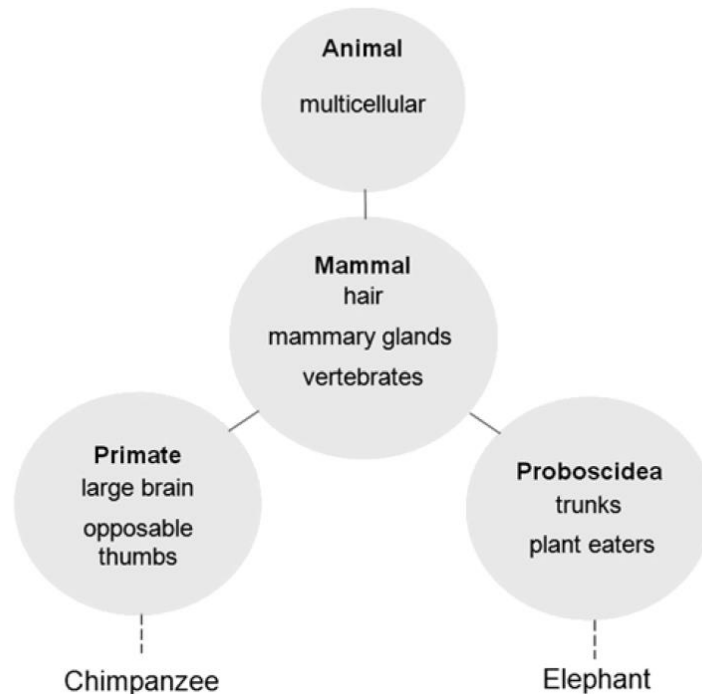 Animal
multicellular
Mammal
hair
mammary glands
vertebrates
Primate
large brain
opposable
thumbs
Proboscidea
trunks
plant eaters
Chimpanzee
Elephant